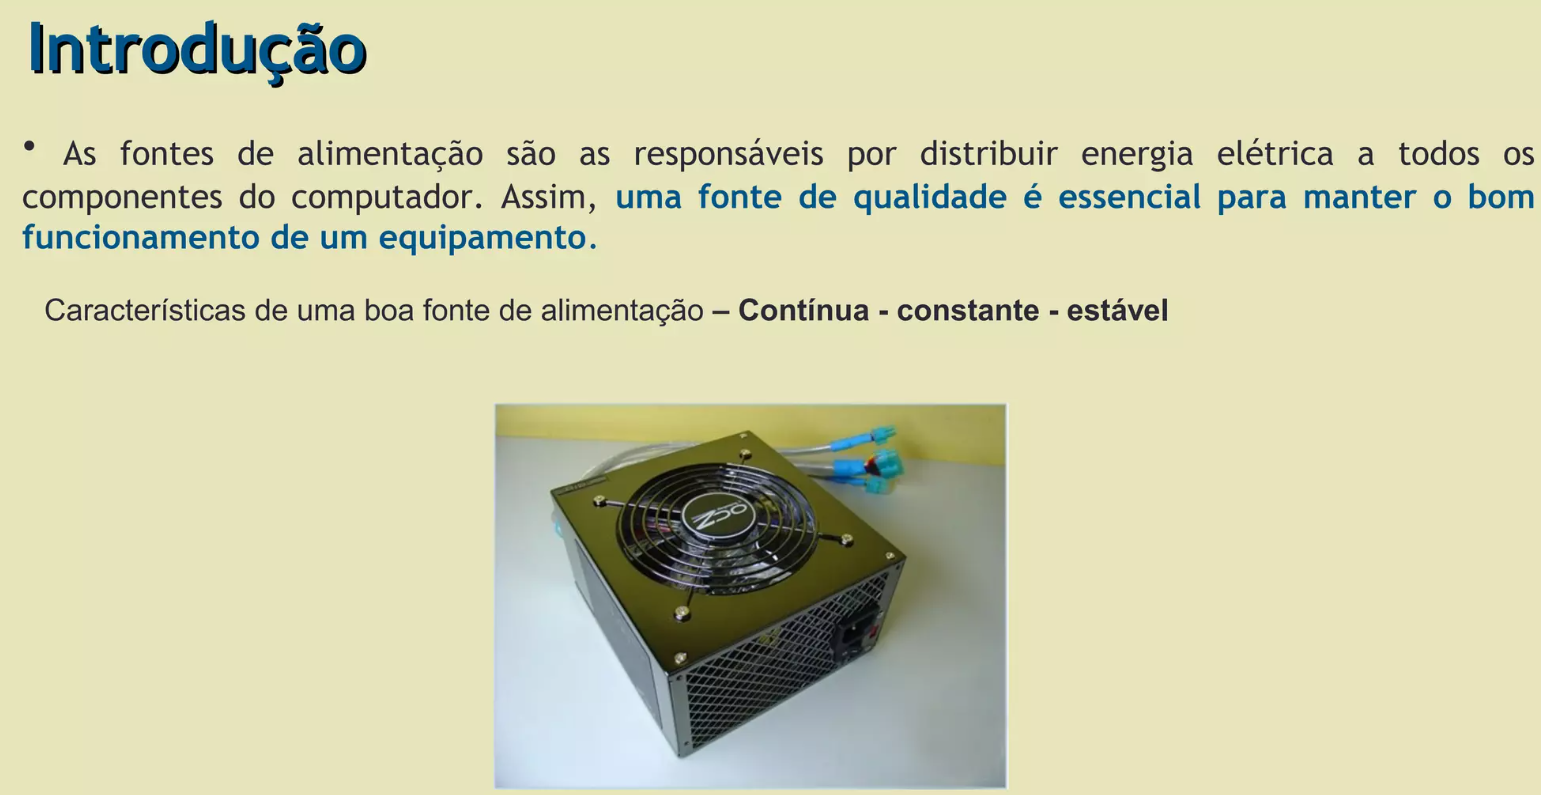 Introdução
• As fontes de alimentação são as responsáveis por distribuir energia elétrica a todos os
componentes do computador. Assim, uma fonte de qualidade é essencial para manter o bom
funcionamento de um equipamento.
Características de uma boa fonte de alimentação – Contínua - constante - estável
OCZ